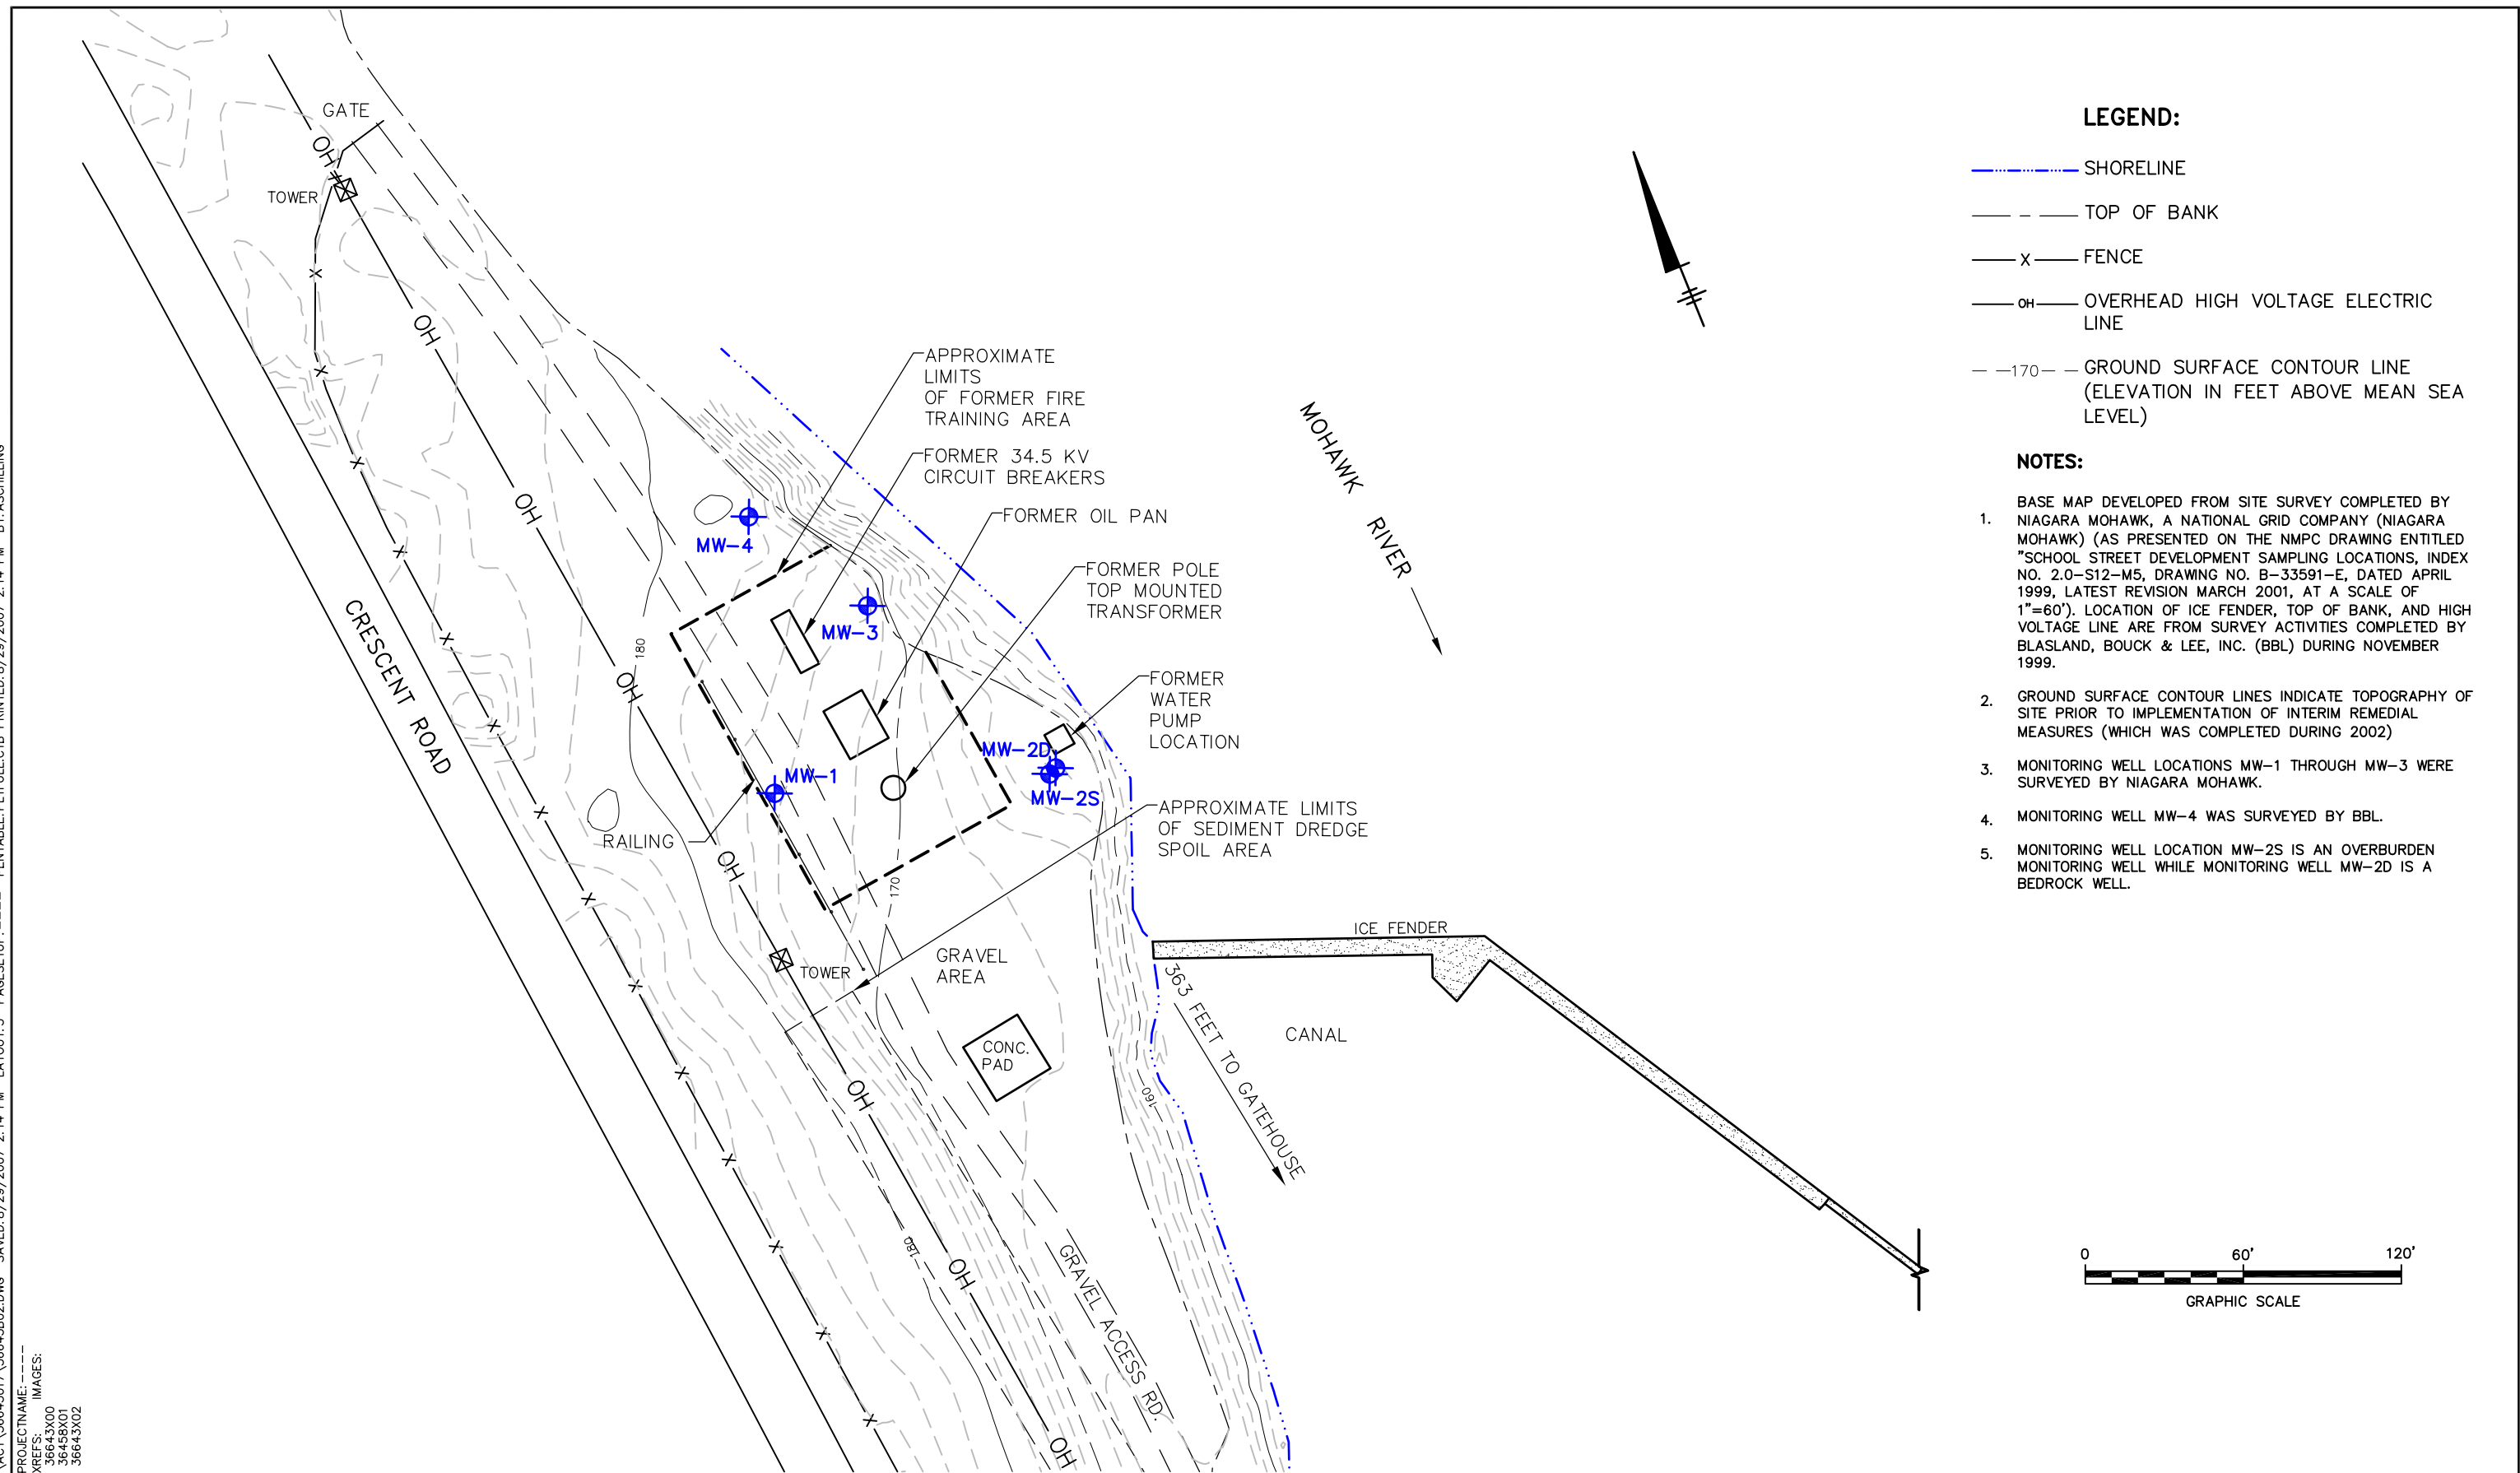 GATE
OH
TOWER
X
OH
X
APPROXIMATE
LIMITS
OF FORMER FIRE
TRAINING AREA
FORMER 34.5 KV
CIRCUIT BREAKERS
X
OH
MW-4
FORMER OIL PAN
X
FORMER POLE
TOP MOUNTED
TRANSFORMER
MW-3
X
180
CRESCENT ROAD
OH
FORMER
WATER
PUMP
LOCATION
X
MW-2D
MW-1
MW-2S
X
RAILING
APPROXIMATE LIMITS
OF SEDIMENT DREDGE
SPOIL AREA
OH
170
X
MOHAWK RIVER
ICE FENDER
TOWER
GRAVEL
AREA
X
363 FEET TO GATEHOUSE
CANAL
CONC.
PAD
X
OH
160
X
180
X
OH
GRAVEL ACCESS RD.
X
X
OH
LEGEND:
SHORELINE
TOP OF BANK
X FENCE
OH OVERHEAD HIGH VOLTAGE ELECTRIC
LINE
170 GROUND SURFACE CONTOUR LINE
(ELEVATION IN FEET ABOVE MEAN SEA
LEVEL)
NOTES:
1. BASE MAP DEVELOPED FROM SITE SURVEY COMPLETED BY
NIAGARA MOHAWK, A NATIONAL GRID COMPANY (NIAGARA
MOHAWK) (AS PRESENTED ON THE NMPC DRAWING ENTITLED
"SCHOOL STREET DEVELOPMENT SAMPLING LOCATIONS, INDEX
NO. 2.0-S12-M5, DRAWING NO. B-33591-E, DATED APRIL
1999, LATEST REVISION MARCH 2001, AT A SCALE OF
1"=60'). LOCATION OF ICE FENDER, TOP OF BANK, AND HIGH
VOLTAGE LINE ARE FROM SURVEY ACTIVITIES COMPLETED BY
BLASLAND, BOUCK & LEE, INC. (BBL) DURING NOVEMBER
1999.
2. GROUND SURFACE CONTOUR LINES INDICATE TOPOGRAPHY OF
SITE PRIOR TO IMPLEMENTATION OF INTERIM REMEDIAL
MEASURES (WHICH WAS COMPLETED DURING 2002)
3. MONITORING WELL LOCATIONS MW-1 THROUGH MW-3 WERE
SURVEYED BY NIAGARA MOHAWK.
4. MONITORING WELL MW-4 WAS SURVEYED BY BBL.
5. MONITORING WELL LOCATION MW-2S IS AN OVERBURDEN
MONITORING WELL WHILE MONITORING WELL MW-2D IS A
BEDROCK WELL.
0 60' 120'
GRAPHIC SCALE
PROJECTNAME: ----
XREFS: IMAGES:
36643X00
36458X01
36643X02